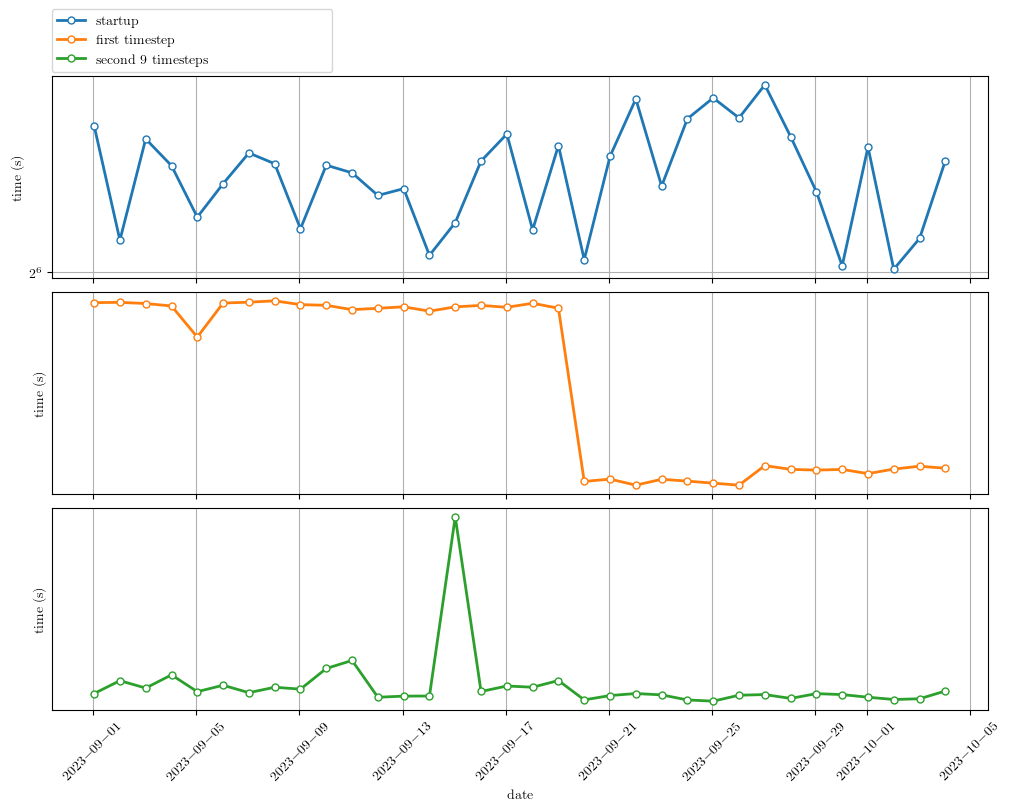 startup
first timestep
second 9 timesteps
time (s)
2⁶
time (s)
time (s)
2023−09−01
2023−09−05
2023−09−09
2023−09−13
2023−09−17
2023−09−21
2023−09−25
2023−09−29
2023−10−01
2023−10−05
date